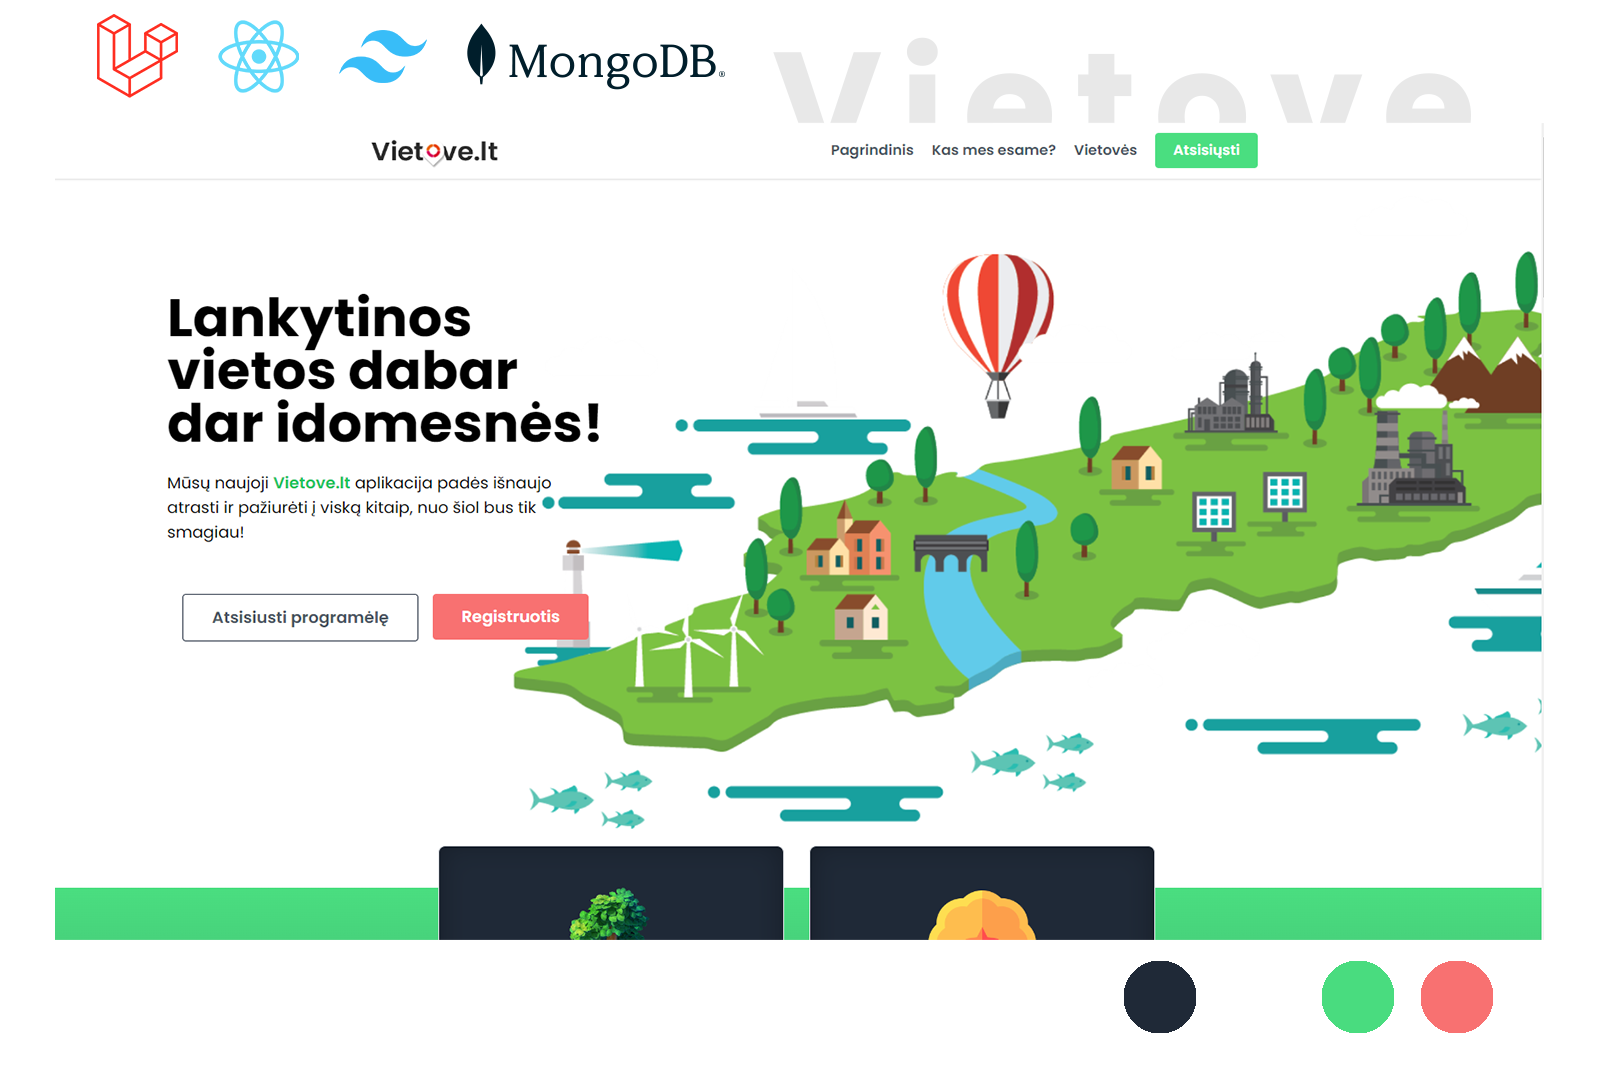 MongoDB®
Vietove
Vietove.lt
Pagrindinis Kas mes esame? Vietovės Atsisiųsti
Lankytinos
vietos dabar
dar idomesnės!
Mūsų naujoji Vietove.lt aplikacija padės išnaujo
atrasti ir pažiurėti į viską kitaip, nuo šiol bus tik
smagiau!
Atsisiusti programėlę Registruotis